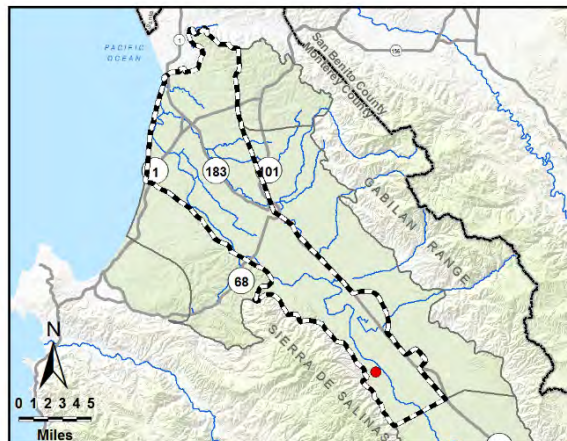 1
PACIFIC
OCEAN
156
San Benito County
Monterey County
1
183
101
GABILAN RANGE
68
SIERRA DE SALINAS
N
0 1 2 3 4 5
Miles